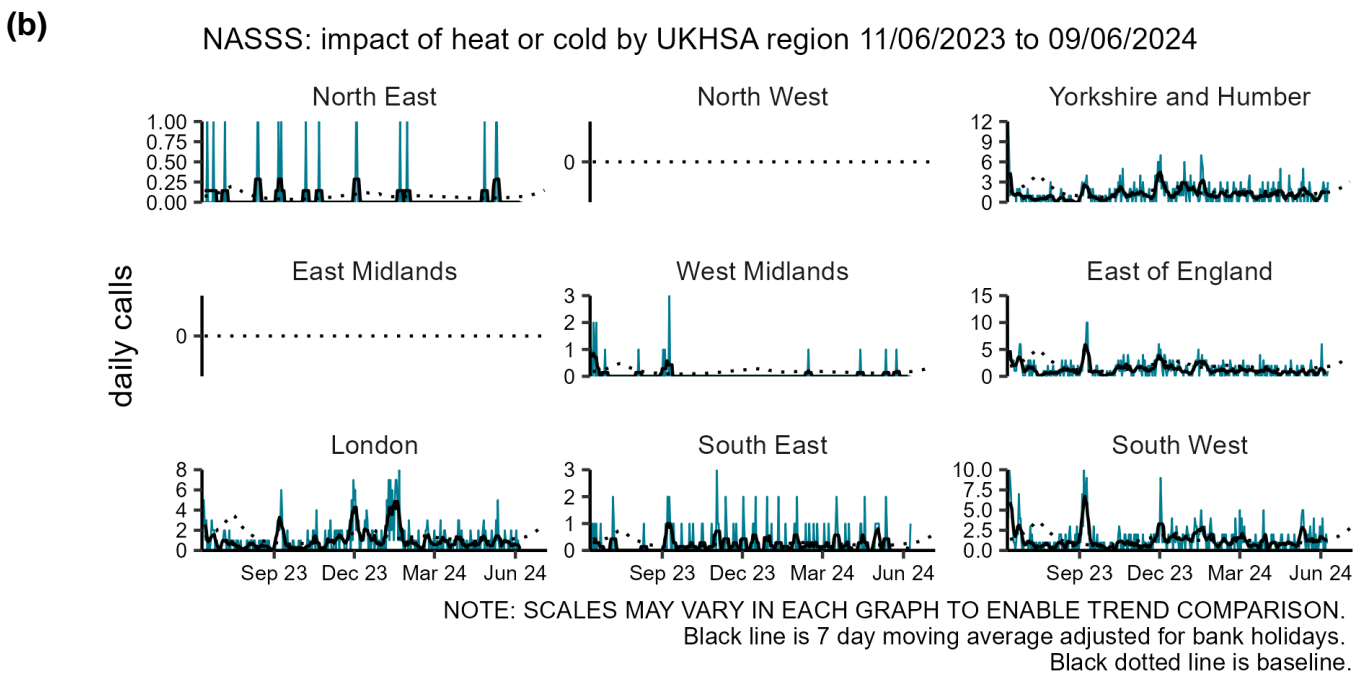 (b)
NASSS: impact of heat or cold by UKHSA region 11/06/2023 to 09/06/2024
North East
North West
Yorkshire and Humber
1.00
0.75
0.50
0.25
0.00
0
12
9
6
3
0
daily calls
East Midlands
West Midlands
East of England
0
3
2
1
0
15
10
5
0
London
South East
South West
8
6
4
2
0
3
2
1
0
10.0
7.5
5.0
2.5
0.0
Sep 23 Dec 23 Mar 24 Jun 24
Sep 23 Dec 23 Mar 24 Jun 24
Sep 23 Dec 23 Mar 24 Jun 24
NOTE: SCALES MAY VARY IN EACH GRAPH TO ENABLE TREND COMPARISON.
Black line is 7 day moving average adjusted for bank holidays.
Black dotted line is baseline.